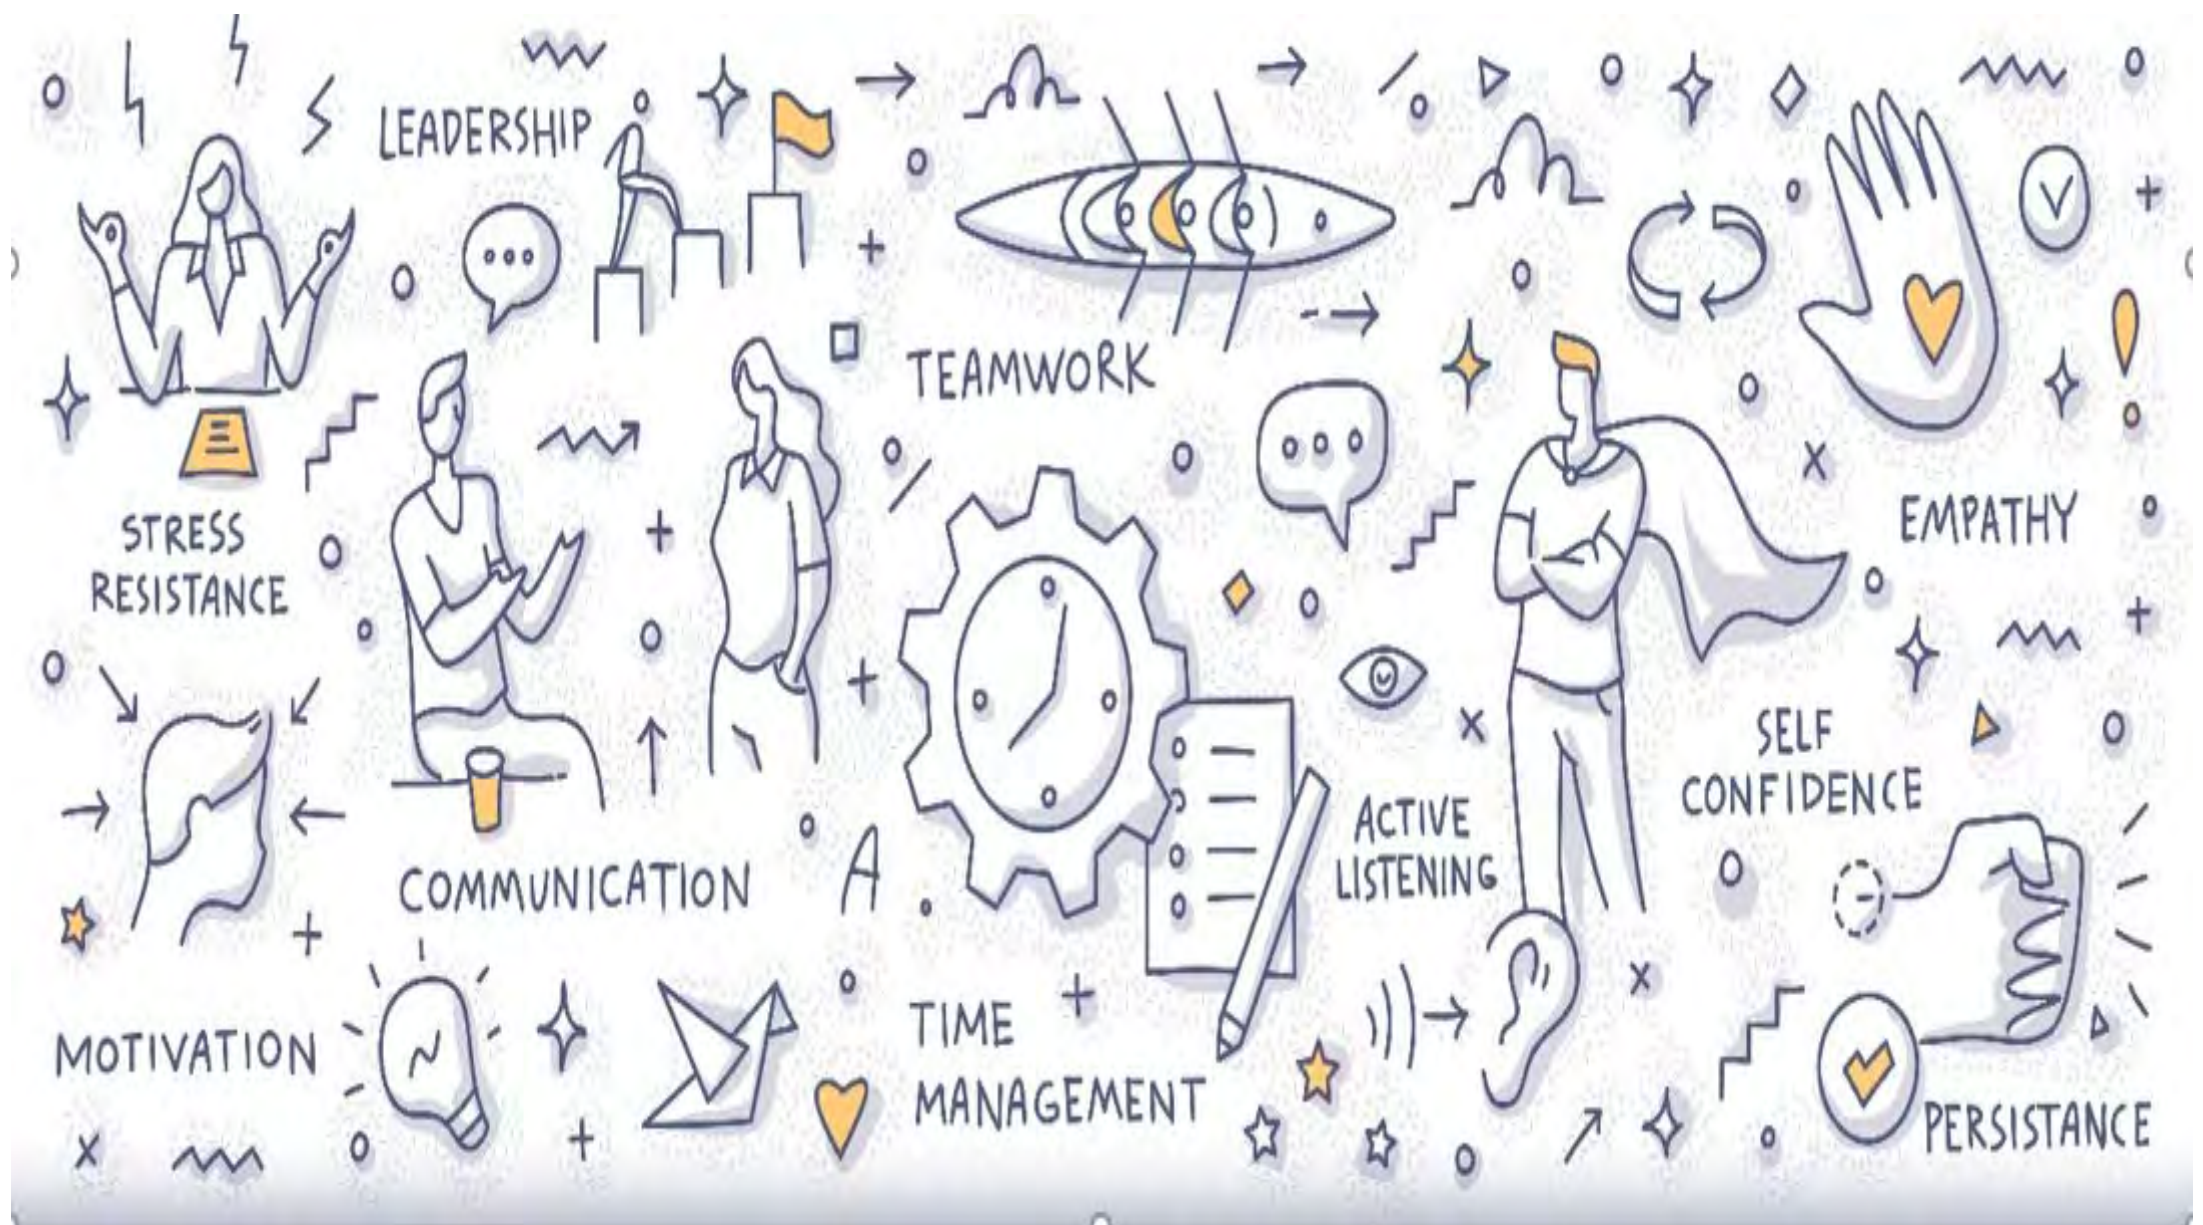 LEADERSHIP
TEAMWORK
STRESS
RESISTANCE
EMPATHY
SELF
CONFIDENCE
ACTIVE
LISTENING
COMMUNICATION
A
MOTIVATION
TIME
MANAGEMENT
PERSISTANCE